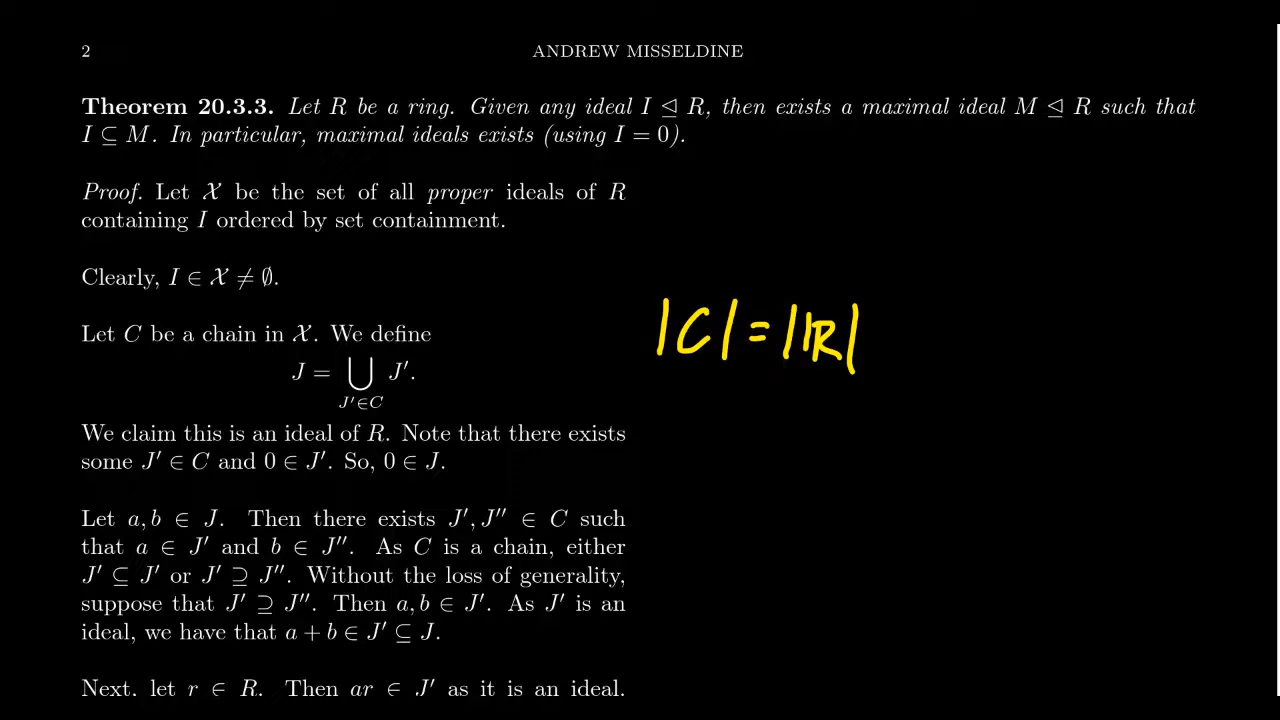 2 ANDREW MISSELDINE
Theorem 20.3.3. Let R be a ring. Given any ideal I ⊴ R, then exists a maximal ideal M ⊴ R such that
I ⊆ M. In particular, maximal ideals exists (using I = 0).
Proof. Let 𝒳 be the set of all proper ideals of R
containing I ordered by set containment.
Clearly, I ∈ 𝒳 ≠ ∅.
Let C be a chain in 𝒳. We define
J = ⋃ J′.
J′∈C
|C| = |ℝ|
We claim this is an ideal of R. Note that there exists
some J′ ∈ C and 0 ∈ J′. So, 0 ∈ J.
Let a, b ∈ J. Then there exists J′, J″ ∈ C such
that a ∈ J′ and b ∈ J″. As C is a chain, either
J′ ⊆ J′ or J′ ⊇ J″. Without the loss of generality,
suppose that J′ ⊇ J″. Then a, b ∈ J′. As J′ is an
ideal, we have that a + b ∈ J′ ⊆ J.
Next, let r ∈ R. Then ar ∈ J′ as it is an ideal.